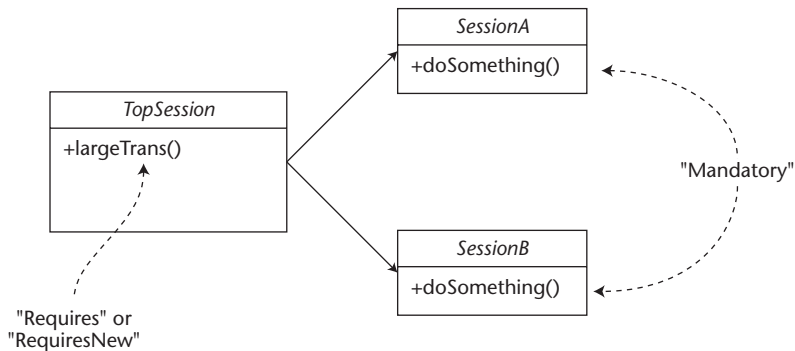 SessionA
+doSomething()
TopSession
+largeTrans()
"Mandatory"
SessionB
+doSomething()
"Requires" or
"RequiresNew"